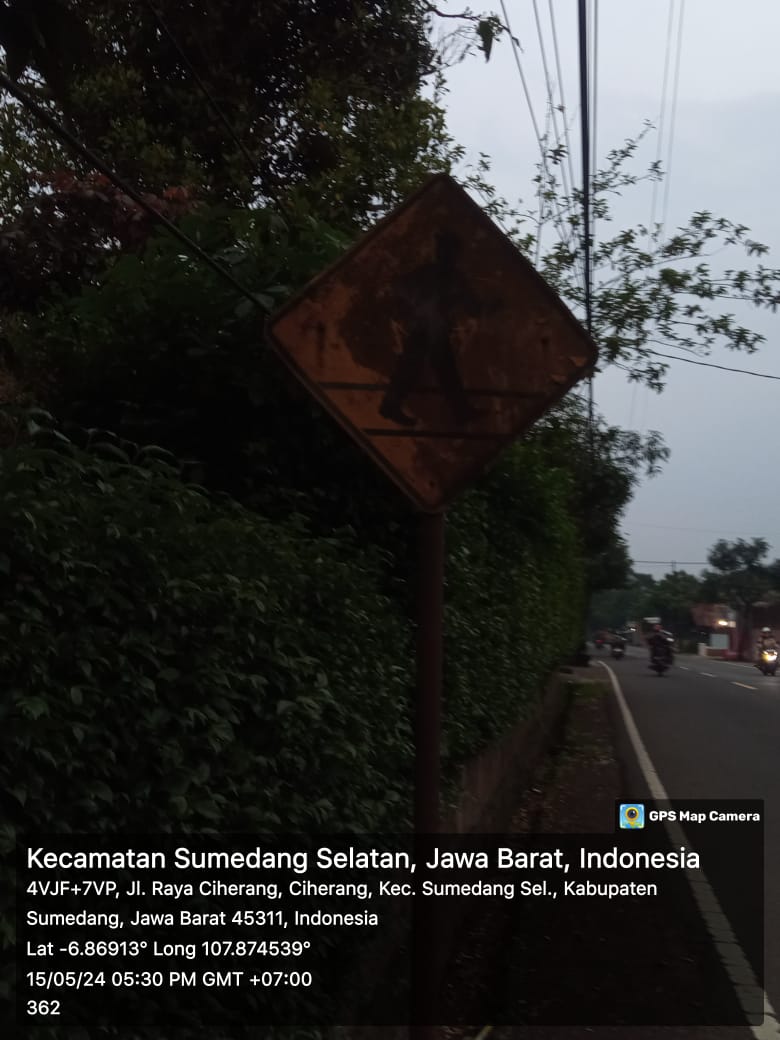 GPS Map Camera
Kecamatan Sumedang Selatan, Jawa Barat, Indonesia
4VJF+7VP, Jl. Raya Ciherang, Ciherang, Kec. Sumedang Sel., Kabupaten
Sumedang, Jawa Barat 45311, Indonesia
Lat -6.86913° Long 107.874539°
15/05/24 05:30 PM GMT +07:00
362